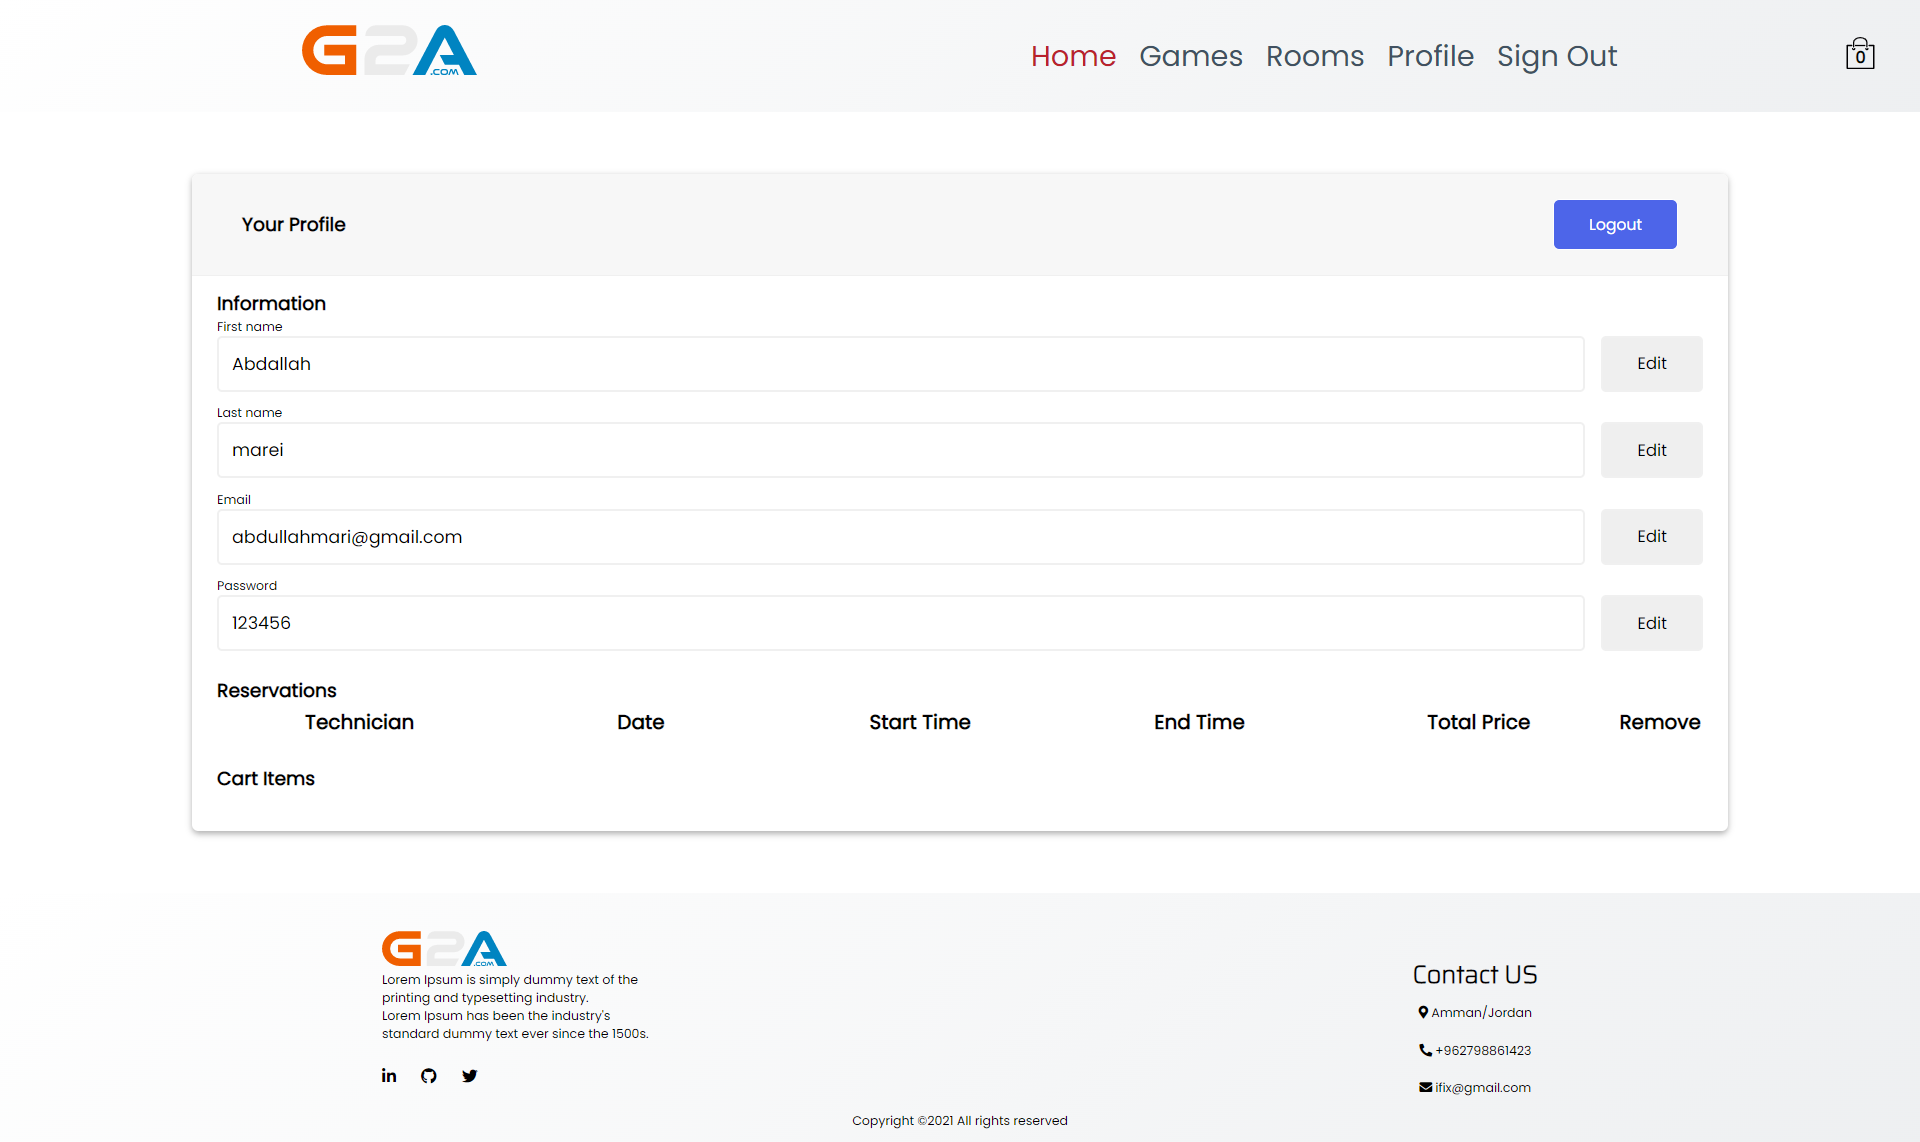 G2A.COM
Home Games Rooms Profile Sign Out
0
Your Profile
Logout
Information
First name
Abdallah
Edit
Last name
marei
Edit
Email
abdullahmari@gmail.com
Edit
Password
123456
Edit
Reservations
Technician Date Start Time End Time Total Price Remove
Cart Items
G2A.COM
Lorem Ipsum is simply dummy text of the
printing and typesetting industry.
Lorem Ipsum has been the industry's
standard dummy text ever since the 1500s.
Contact US
Amman/Jordan
+962798861423
ifix@gmail.com
Copyright ©2021 All rights reserved